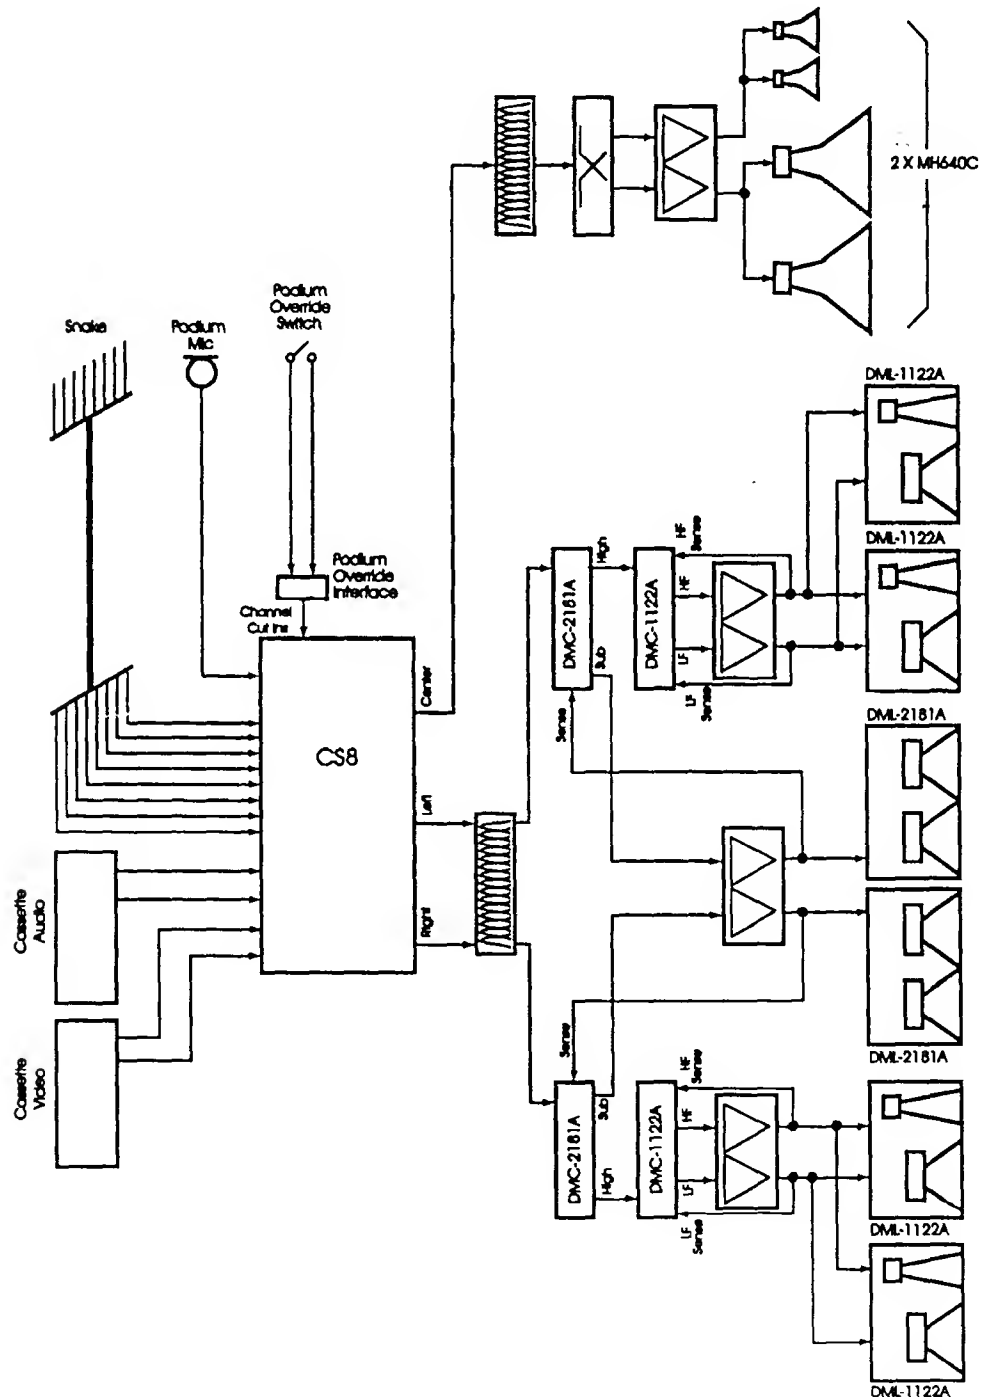 2 X MH640C
Snake
Podium
Mic
Podium
Override
Switch
DML-1122A
Podium
Override
Interface
Channel
Cut Ins
DML-1122A
HF
Sense
High
DMC-2181A
Sub
DMC-1122A
HF
LF
LF
Sense
Center
CS8
Sense
DML-2181A
Left
Right
Cassette
Audio
Cassette
Video
Sense
DML-2181A
HF
Sense
DMC-2181A
Sub
High
DMC-1122A
HF
LF
LF
Sense
DML-1122A
DML-1122A